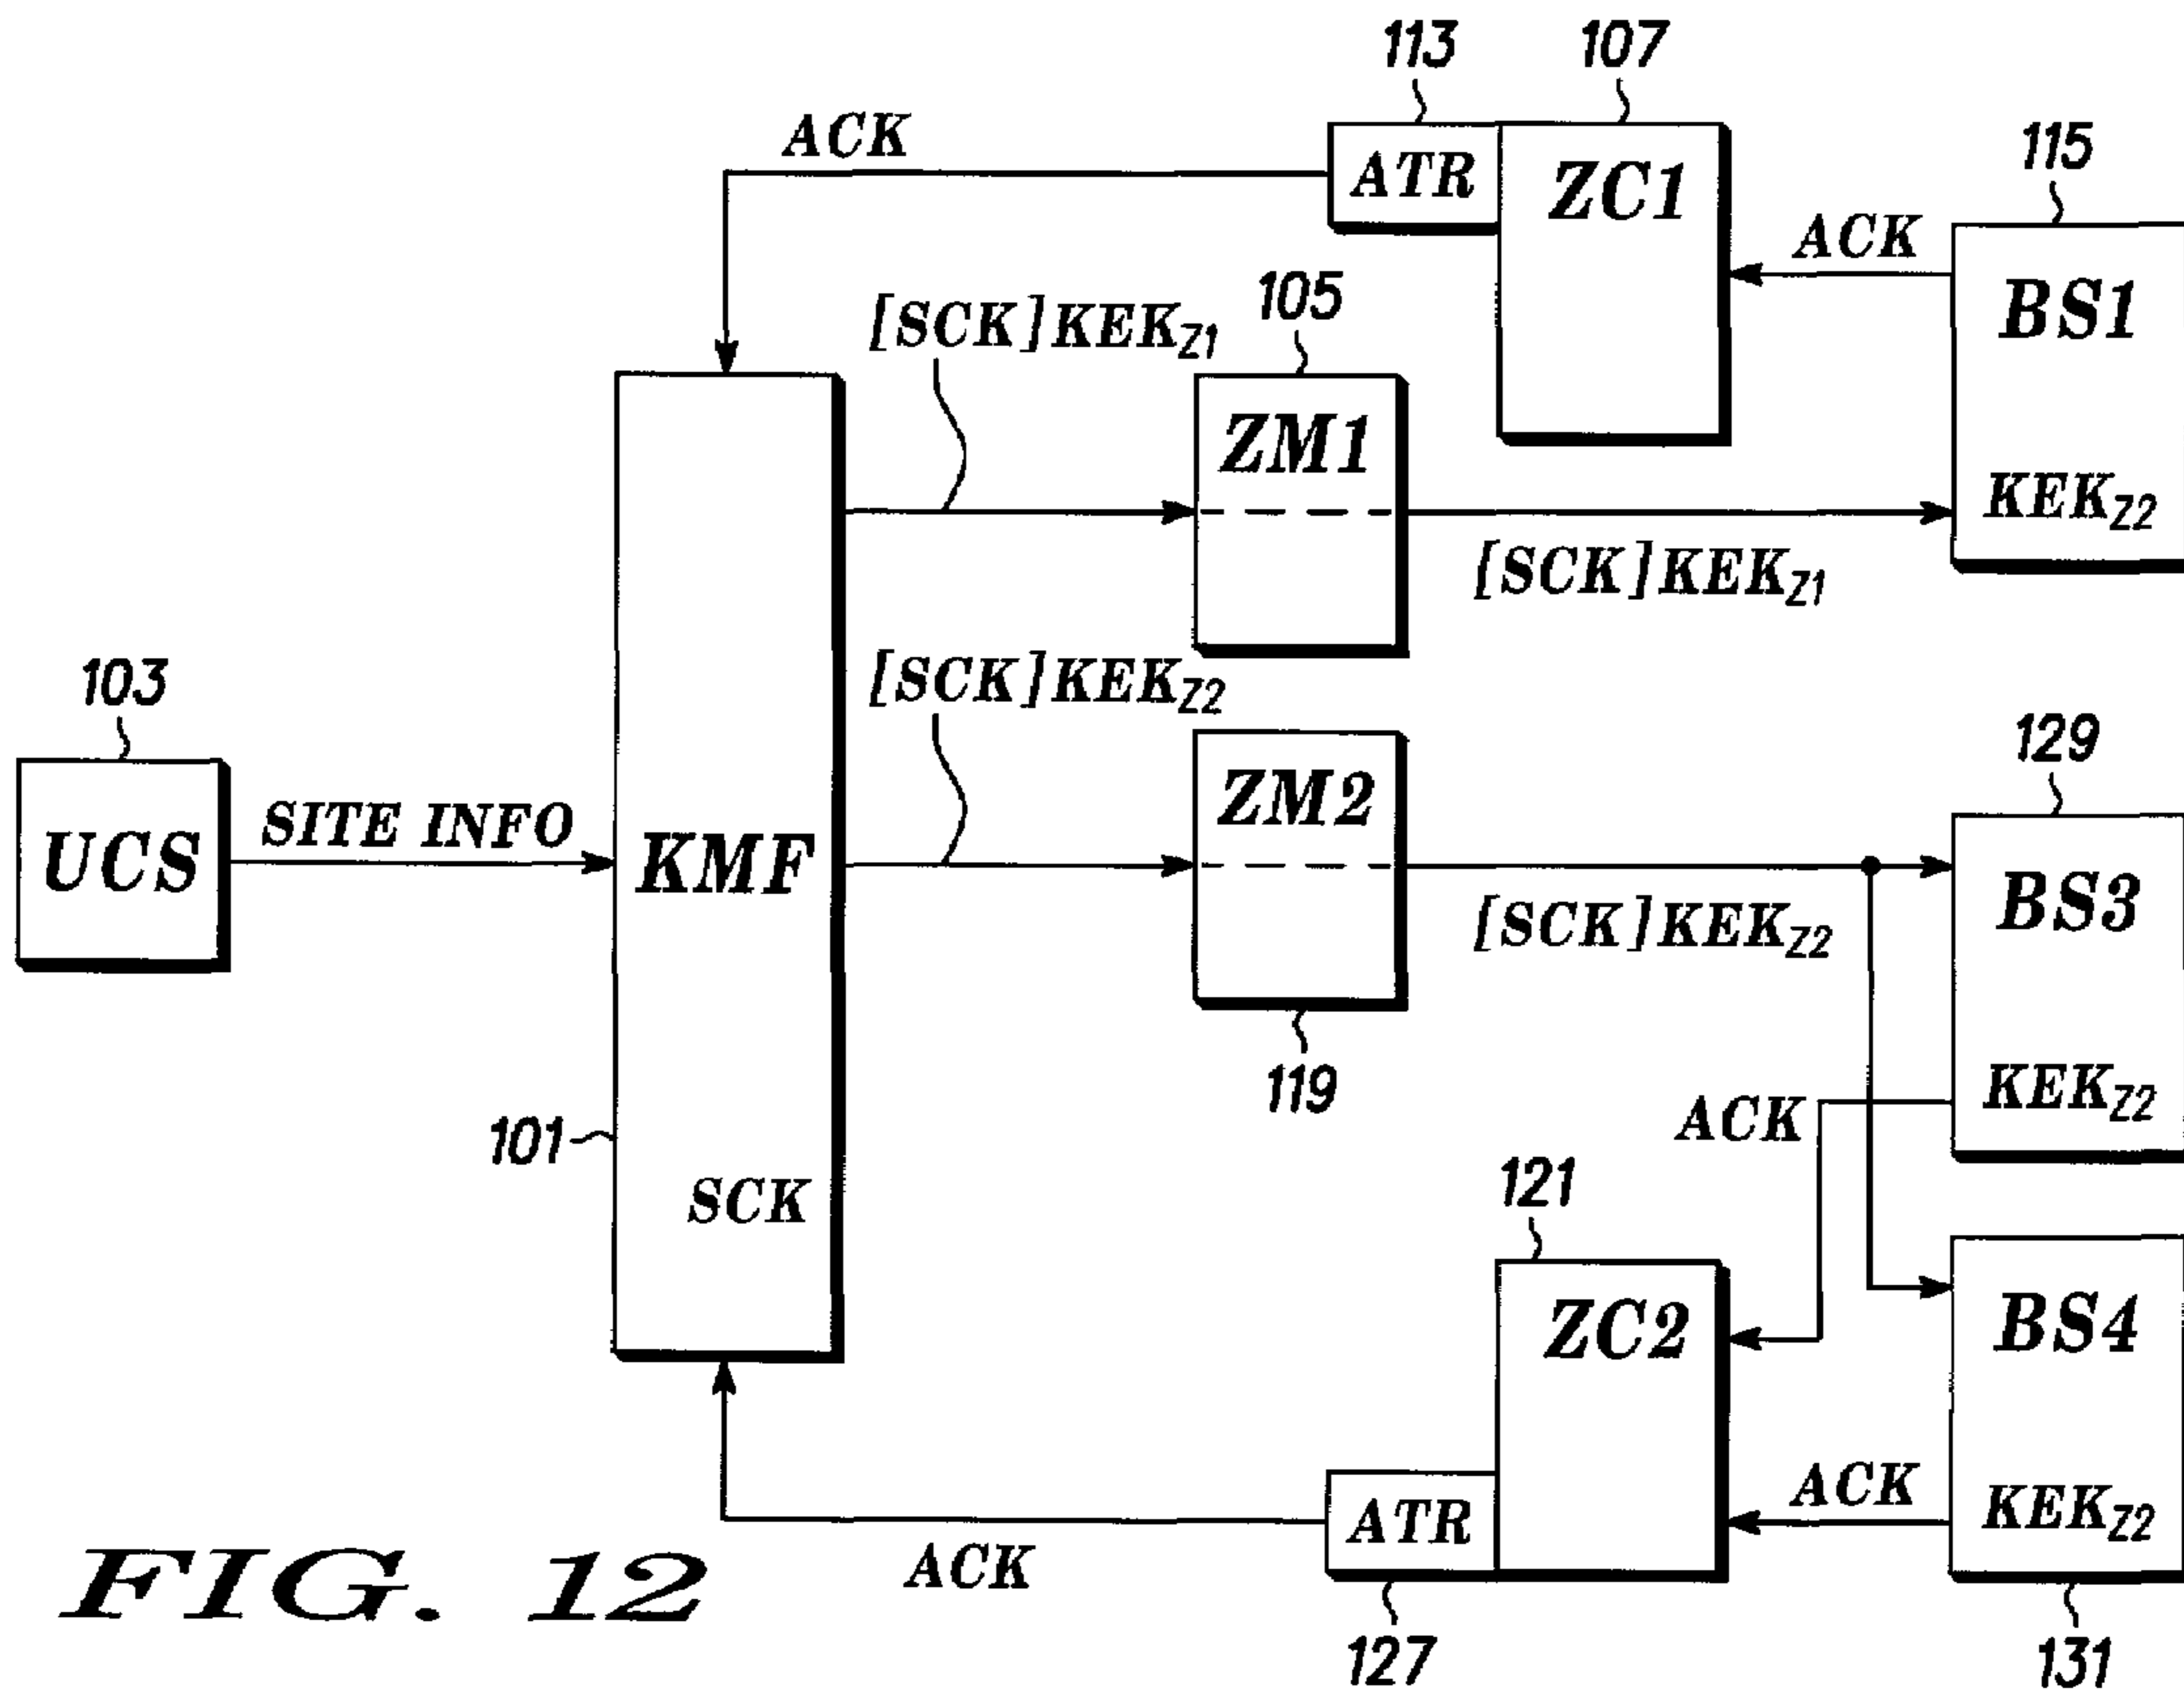 113
107
ACK
ATR
ZC1
115
ACK
BS1
KEKZ2
[SCK]KEKZ1
105
ZM1
[SCK]KEKZ1
103
UCS
SITE INFO
KMF
SCK
101
[SCK]KEKZ2
ZM2
119
[SCK]KEKZ2
129
BS3
KEKZ2
ACK
121
ZC2
BS4
KEKZ2
131
ACK
ATR
127
ACK
FIG. 12